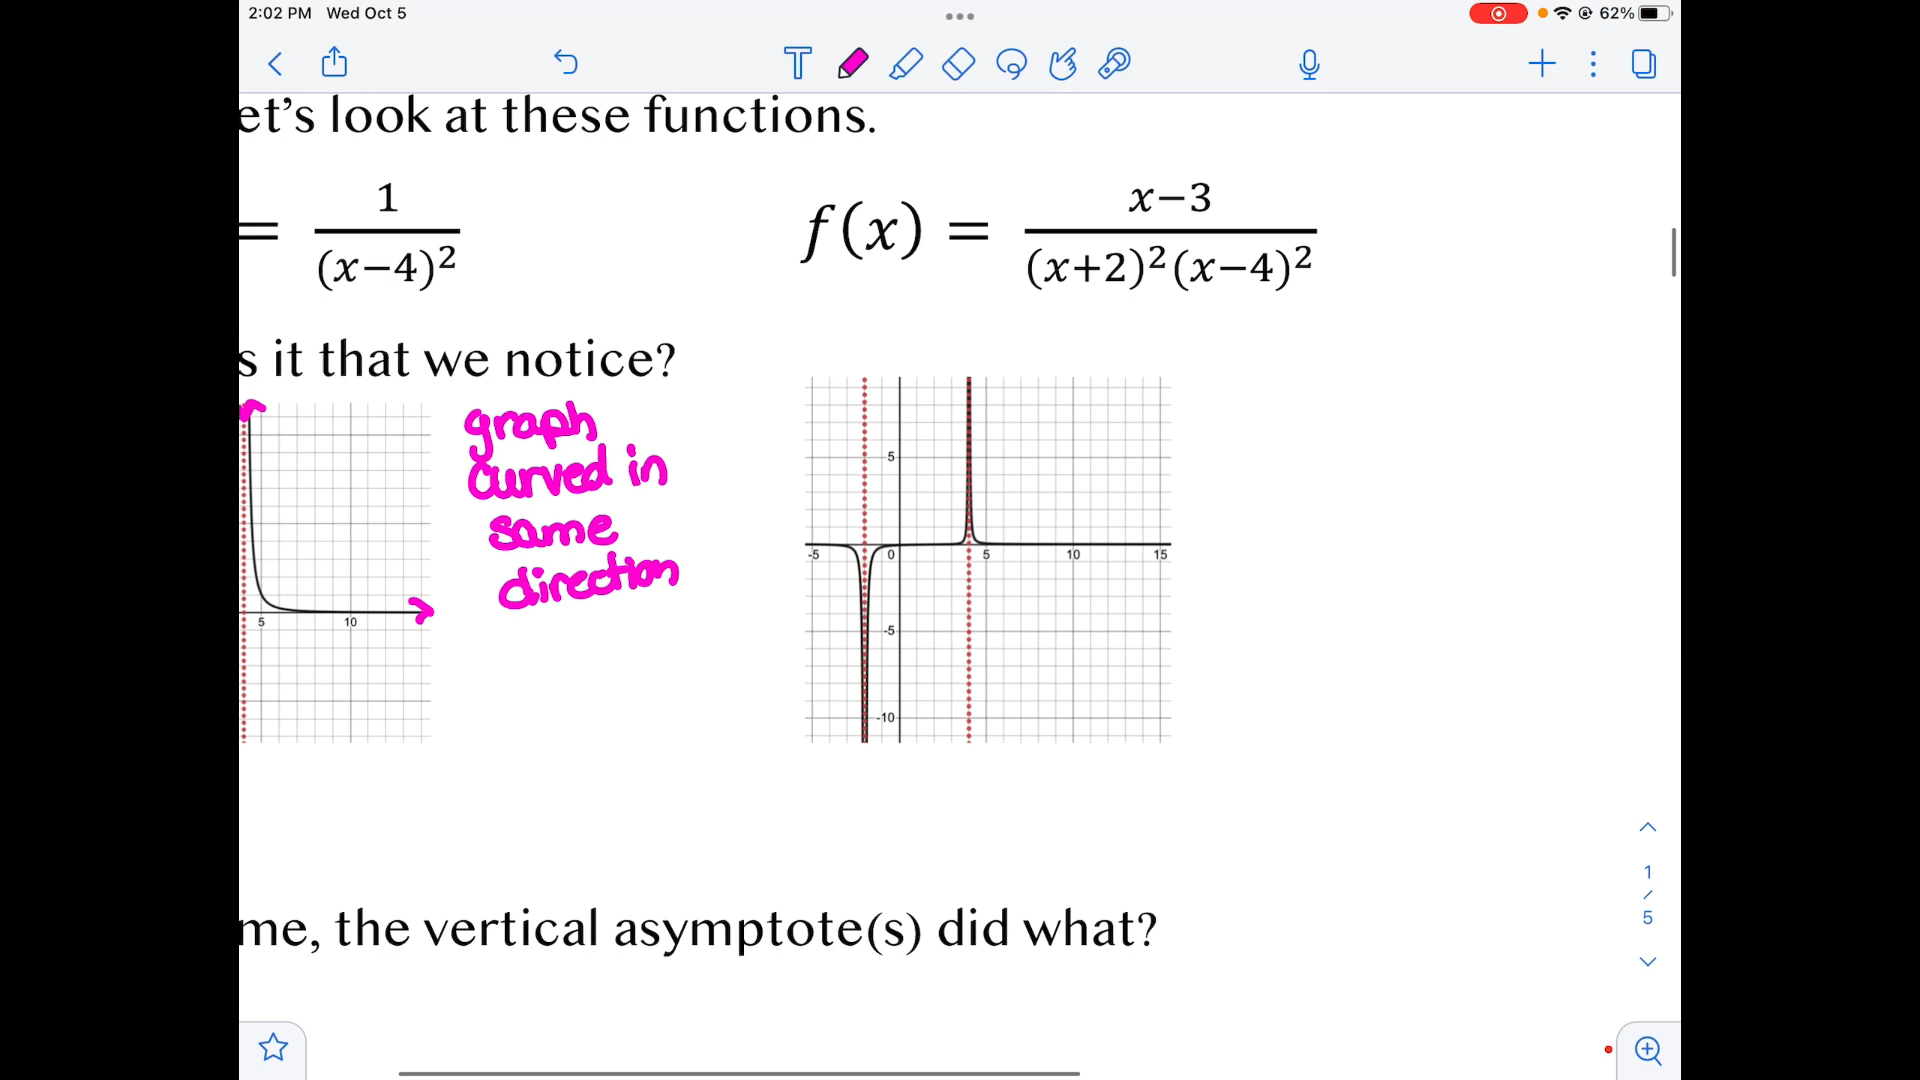 2:02 PM Wed Oct 5
62%
et’s look at these functions.
= 1/(x−4)²
f(x) = x−3/(x+2)²(x−4)²
s it that we notice?
graph
curved in
same
direction
5 10
5
-5 0 5 10 15
-5
-10
me, the vertical asymptote(s) did what?
1
/
5